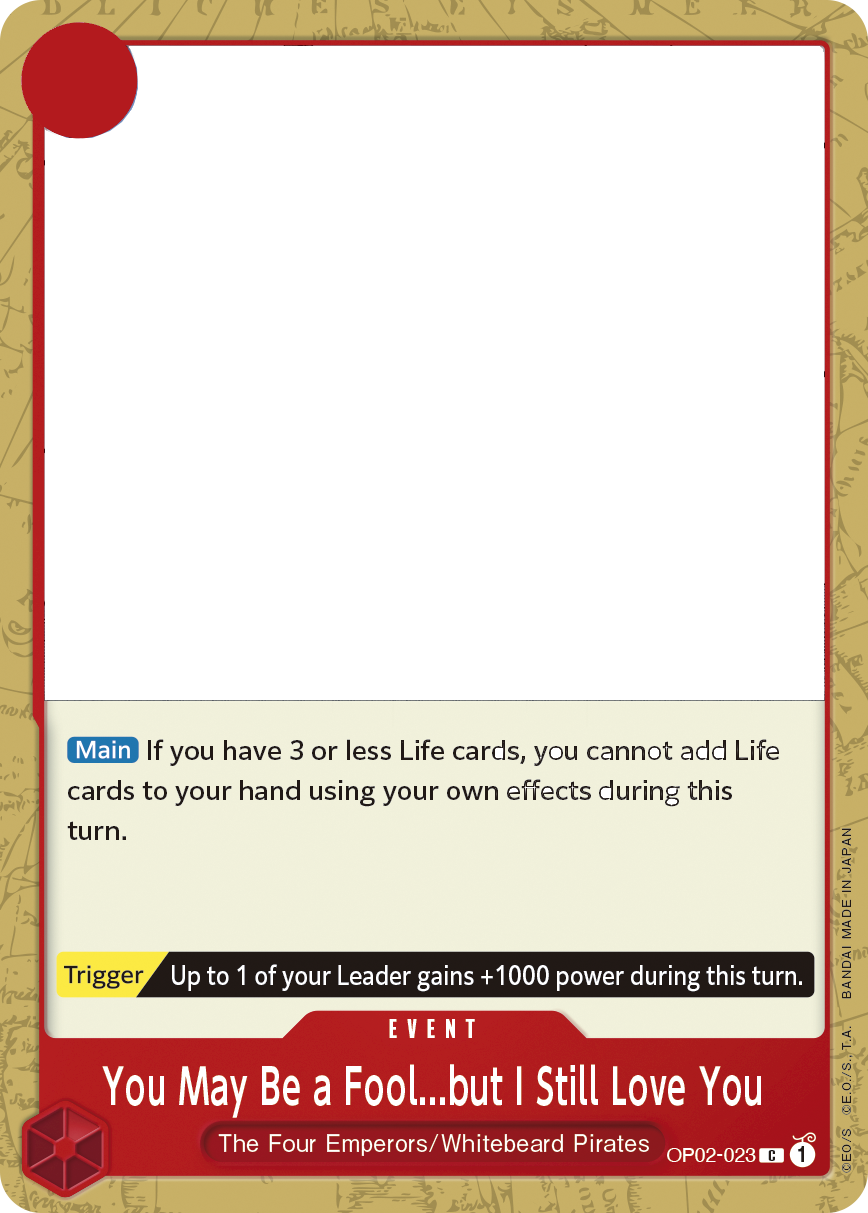 Main If you have 3 or less Life cards, you cannot add Life
cards to your hand using your own effects during this
turn.
Trigger Up to 1 of your Leader gains +1000 power during this turn.
EVENT
You May Be a Fool...but I Still Love You
The Four Emperors/Whitebeard Pirates
OP02-023 C 1
©EO/S ©E.O./S., T.A. BANDAI MADE IN JAPAN